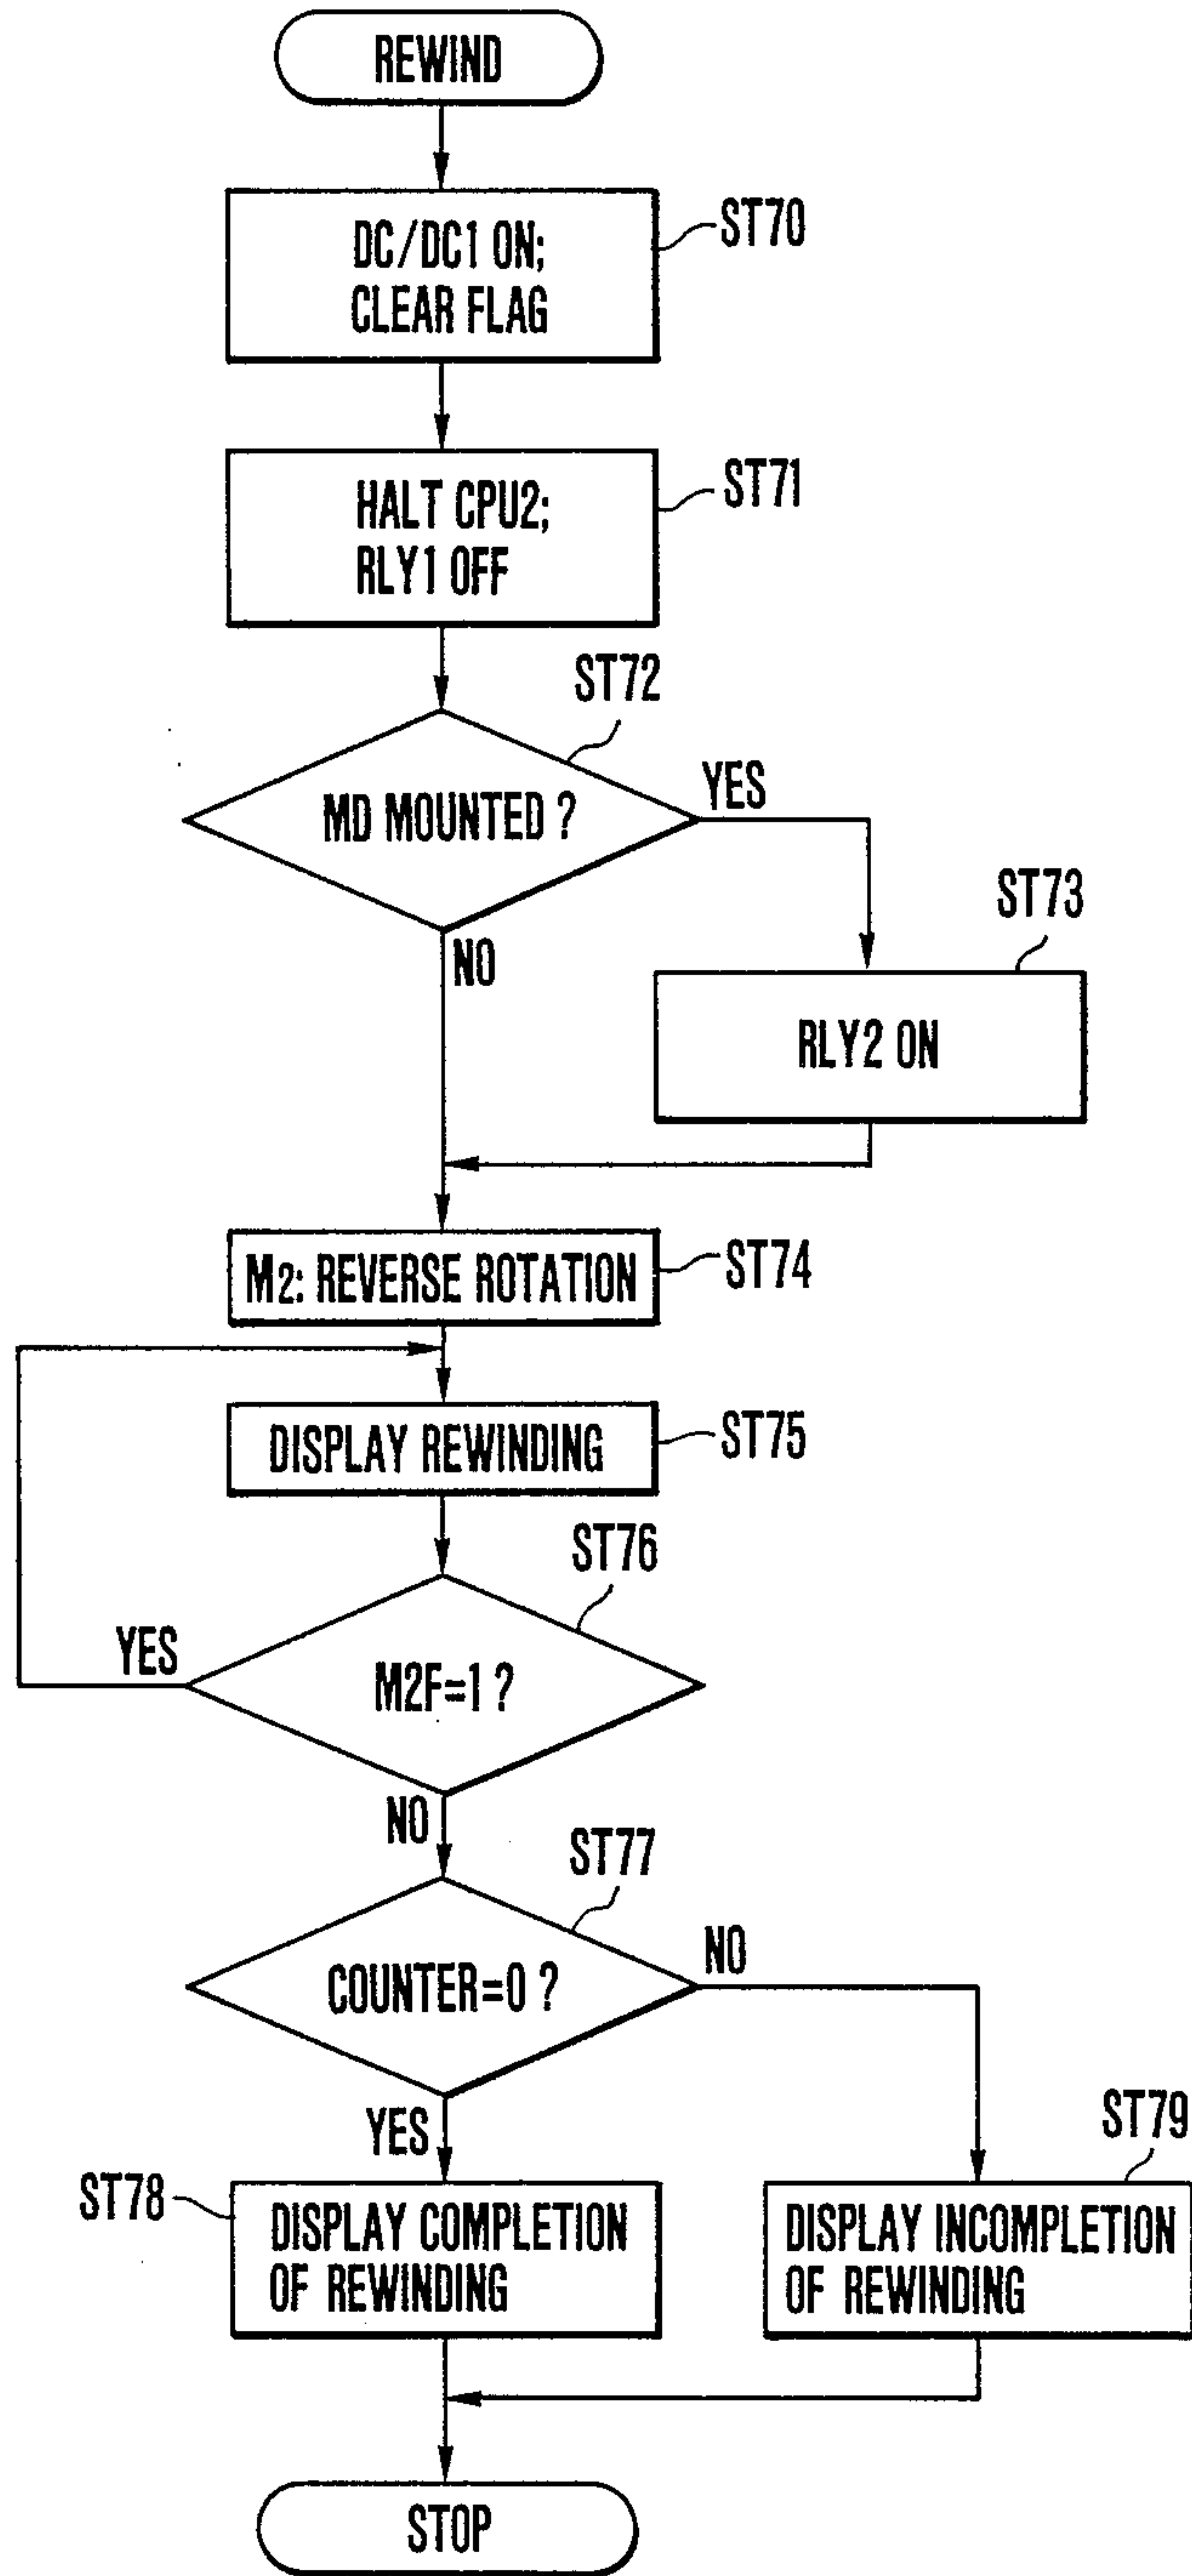 REWIND
DC/DC1 ON;
CLEAR FLAG
ST70
HALT CPU2;
RLY1 OFF
ST71
ST72
MD MOUNTED ?
YES
NO
ST73
RLY2 ON
M2: REVERSE ROTATION
ST74
DISPLAY REWINDING
ST75
ST76
M2F=1 ?
YES
NO
ST77
COUNTER=0 ?
NO
YES
ST78
DISPLAY COMPLETION
OF REWINDING
ST79
DISPLAY INCOMPLETION
OF REWINDING
STOP